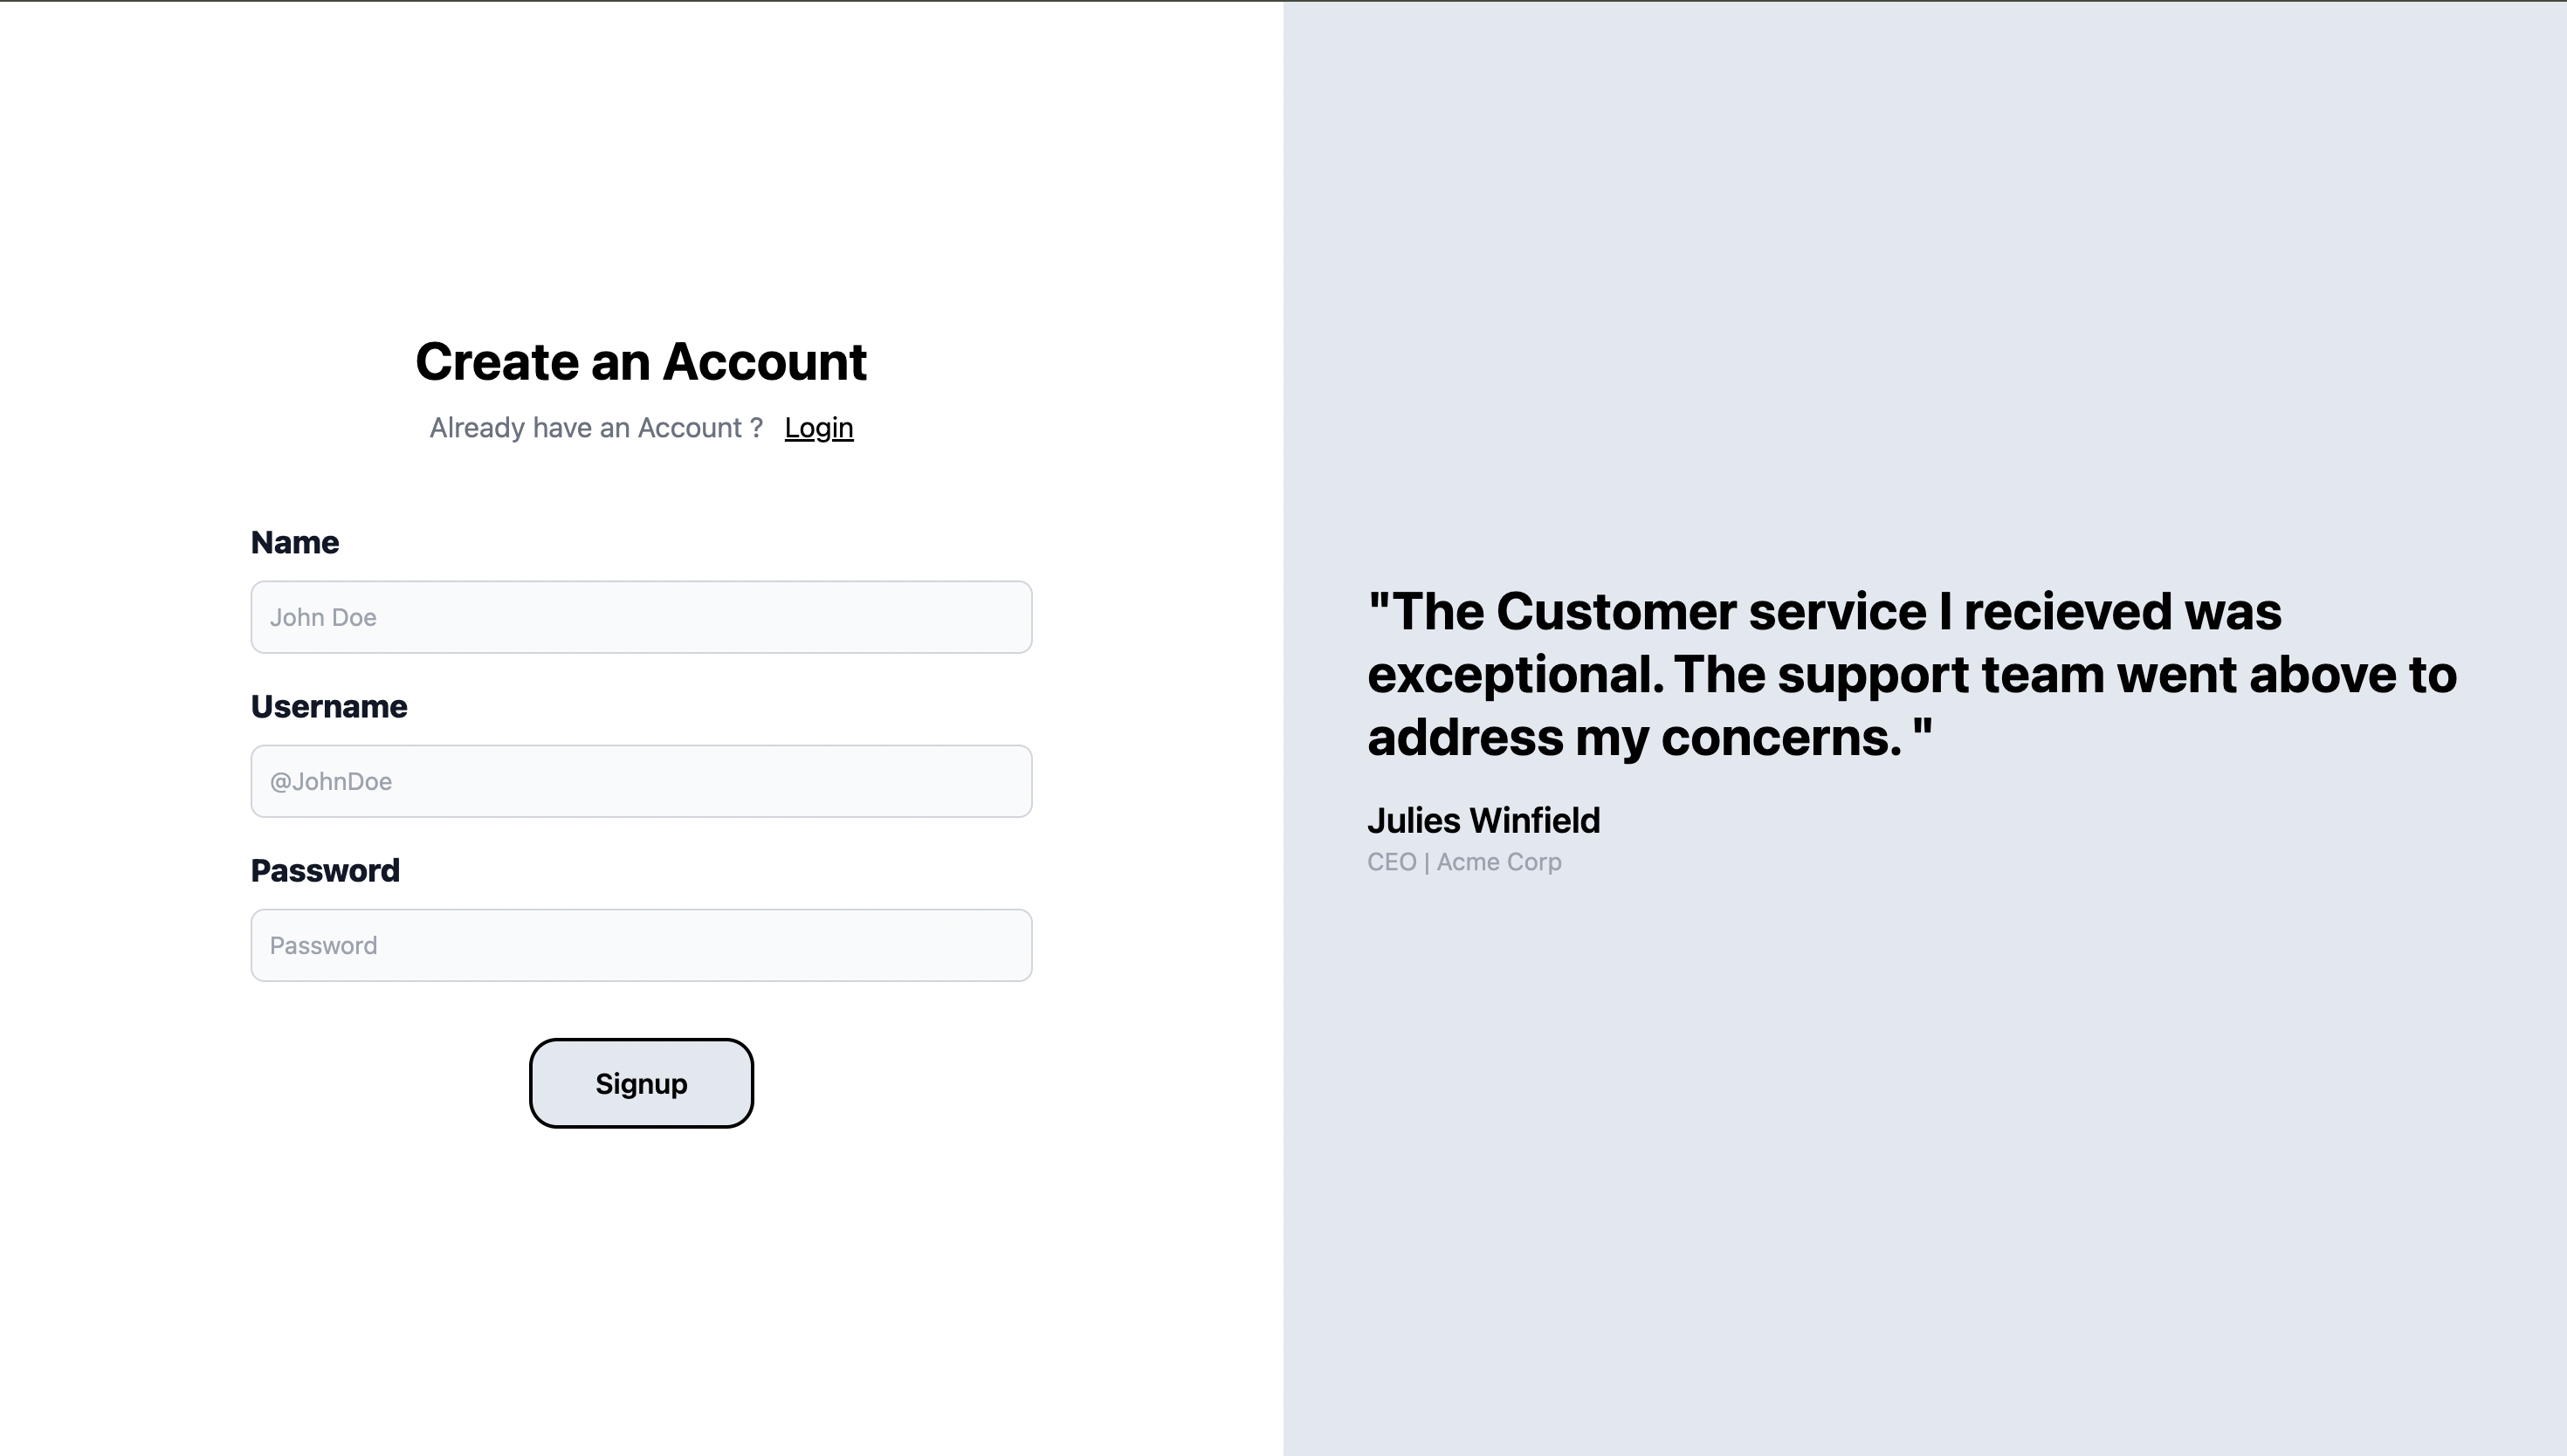 Create an Account
Already have an Account ? Login
Name
John Doe
Username
@JohnDoe
Password
Password
Signup
"The Customer service I recieved was
exceptional. The support team went above to
address my concerns. "
Julies Winfield
CEO | Acme Corp